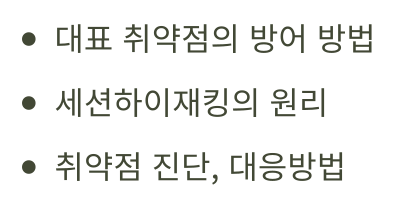 ● 대표 취약점의 방어 방법
● 세션하이재킹의 원리
● 취약점 진단, 대응방법